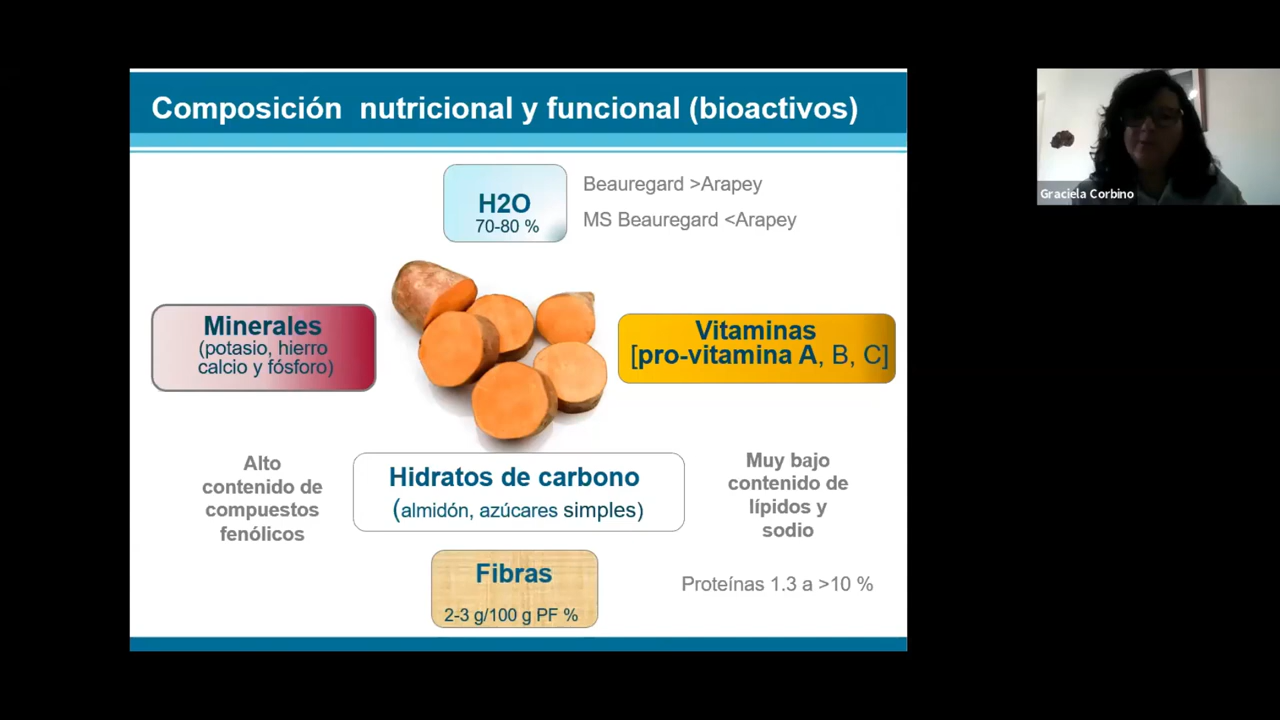 Composición nutricional y funcional (bioactivos)
H2O
70-80 %
Beauregard >Arapey
MS Beauregard <Arapey
Graciela Corbino
Minerales
(potasio, hierro
calcio y fósforo)
Vitaminas
[pro-vitamina A, B, C]
Alto
contenido de
compuestos
fenólicos
Hidratos de carbono
(almidón, azúcares simples)
Muy bajo
contenido de
lípidos y
sodio
Fibras
2-3 g/100 g PF %
Proteínas 1.3 a >10 %